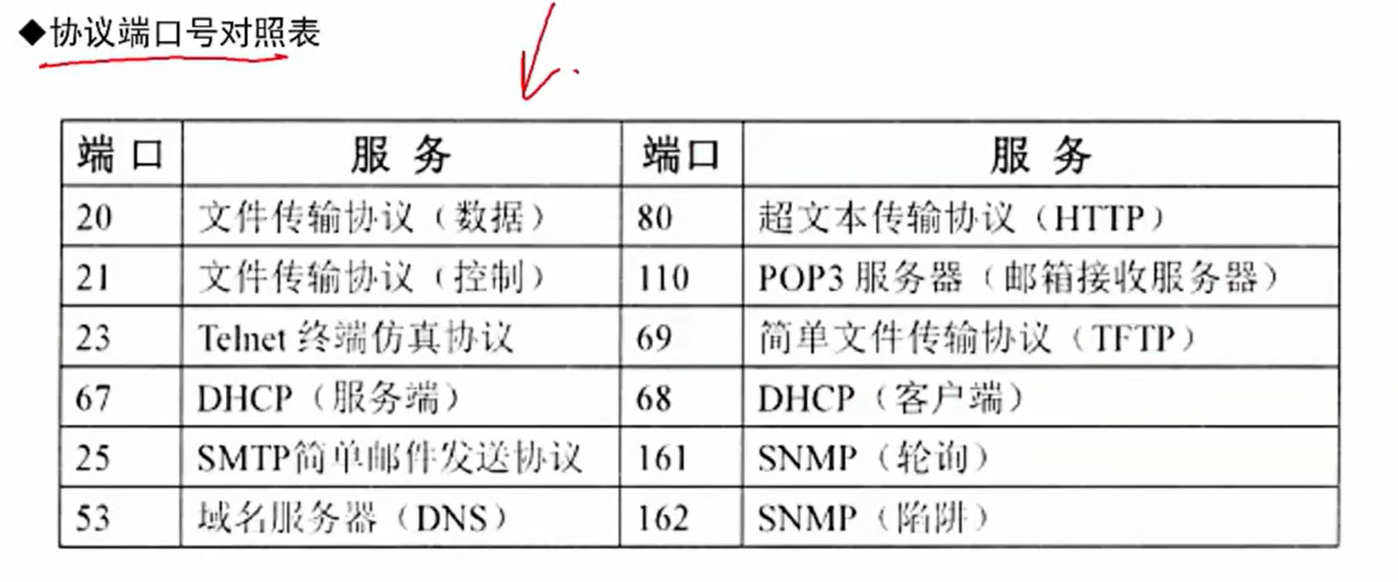 ◆协议端口号对照表
端口 服务 端口 服务
20 文件传输协议（数据） 80 超文本传输协议（HTTP）
21 文件传输协议（控制） 110 POP3 服务器（邮箱接收服务器）
23 Telnet 终端仿真协议 69 简单文件传输协议（TFTP）
67 DHCP（服务端） 68 DHCP（客户端）
25 SMTP简单邮件发送协议 161 SNMP（轮询）
53 域名服务器（DNS） 162 SNMP（陷阱）